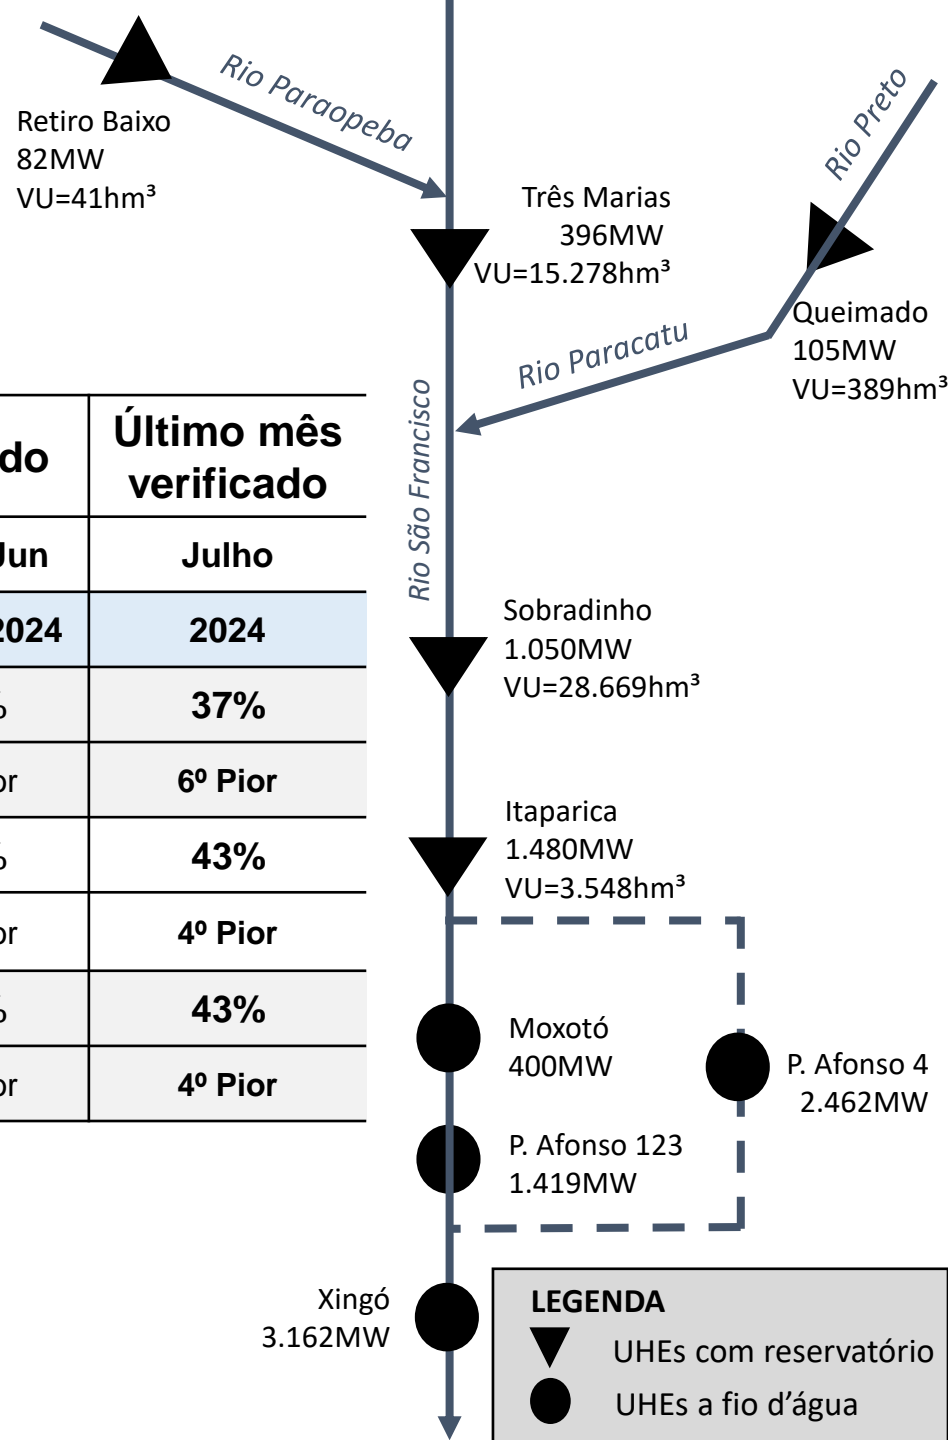 Rio Paraopeba
Rio Preto
Retiro Baixo
82MW
VU=41hm³
Três Marias
396MW
VU=15.278hm³
Queimado
105MW
VU=389hm³
Rio Paracatu
Rio São Francisco
do
Último mês
verificado
Jun
Julho
2024
2024
%
37%
or
6º Pior
%
43%
or
4º Pior
%
43%
or
4º Pior
Sobradinho
1.050MW
VU=28.669hm³
Itaparica
1.480MW
VU=3.548hm³
Moxotó
400MW
P. Afonso 4
2.462MW
P. Afonso 123
1.419MW
Xingó
3.162MW
LEGENDA
UHEs com reservatório
UHEs a fio d’água